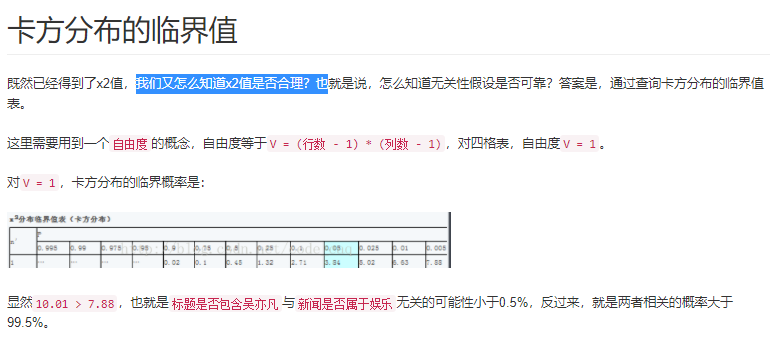 卡方分布的临界值
既然已经得到了x2值，我们又怎么知道x2值是否合理？也就是说，怎么知道无关性假设是否可靠？答案是，通过查询卡方分布的临界值
表。
这里需要用到一个 自由度 的概念，自由度等于 V = (行数 - 1) * (列数 - 1)，对四格表，自由度 V = 1。
对 V = 1，卡方分布的临界概率是：
x²分布临界值表（卡方分布）
n' P
0.995 0.99 0.975 0.95 0.9 0.75 0.5 0.25 0.1 0.05 0.025 0.01 0.005
1 … … … … 0.02 0.1 0.45 1.32 2.71 3.84 5.02 6.63 7.88
显然 10.01 > 7.88，也就是 标题是否包含吴亦凡 与 新闻是否属于娱乐 无关的可能性小于0.5%，反过来，就是两者相关的概率大于
99.5%。